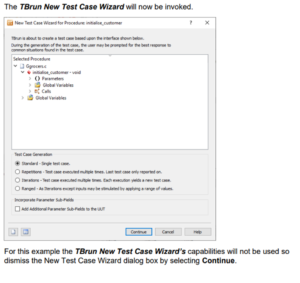 The TBrun New Test Case Wizard will now be invoked.
New Test Case Wizard for Procedure: initialise_customer
TBrun is about to create a test case based upon the interface shown below.
During the generation of the test case, the user may be prompted for the best response to
common situations found in the test case.
Selected Procedure
initialise_customer - void
Parameters
Global Variables
Calls
Global Variables
Test Case Generation
Standard - Single test case.
Repetitions - Test case executed multiple times. Last test case only reported on.
Iterations - Test case executed multiple times. Each execution yields a new test case.
Ranged - As Iterations except inputs may be stimulated by applying a range of values.
Incorporate Parameter Sub-Fields
Add Additional Parameter Sub-Fields to the UUT
Continue Cancel Help
For this example the TBrun New Test Case Wizard's capabilities will not be used so
dismiss the New Test Case Wizard dialog box by selecting Continue.